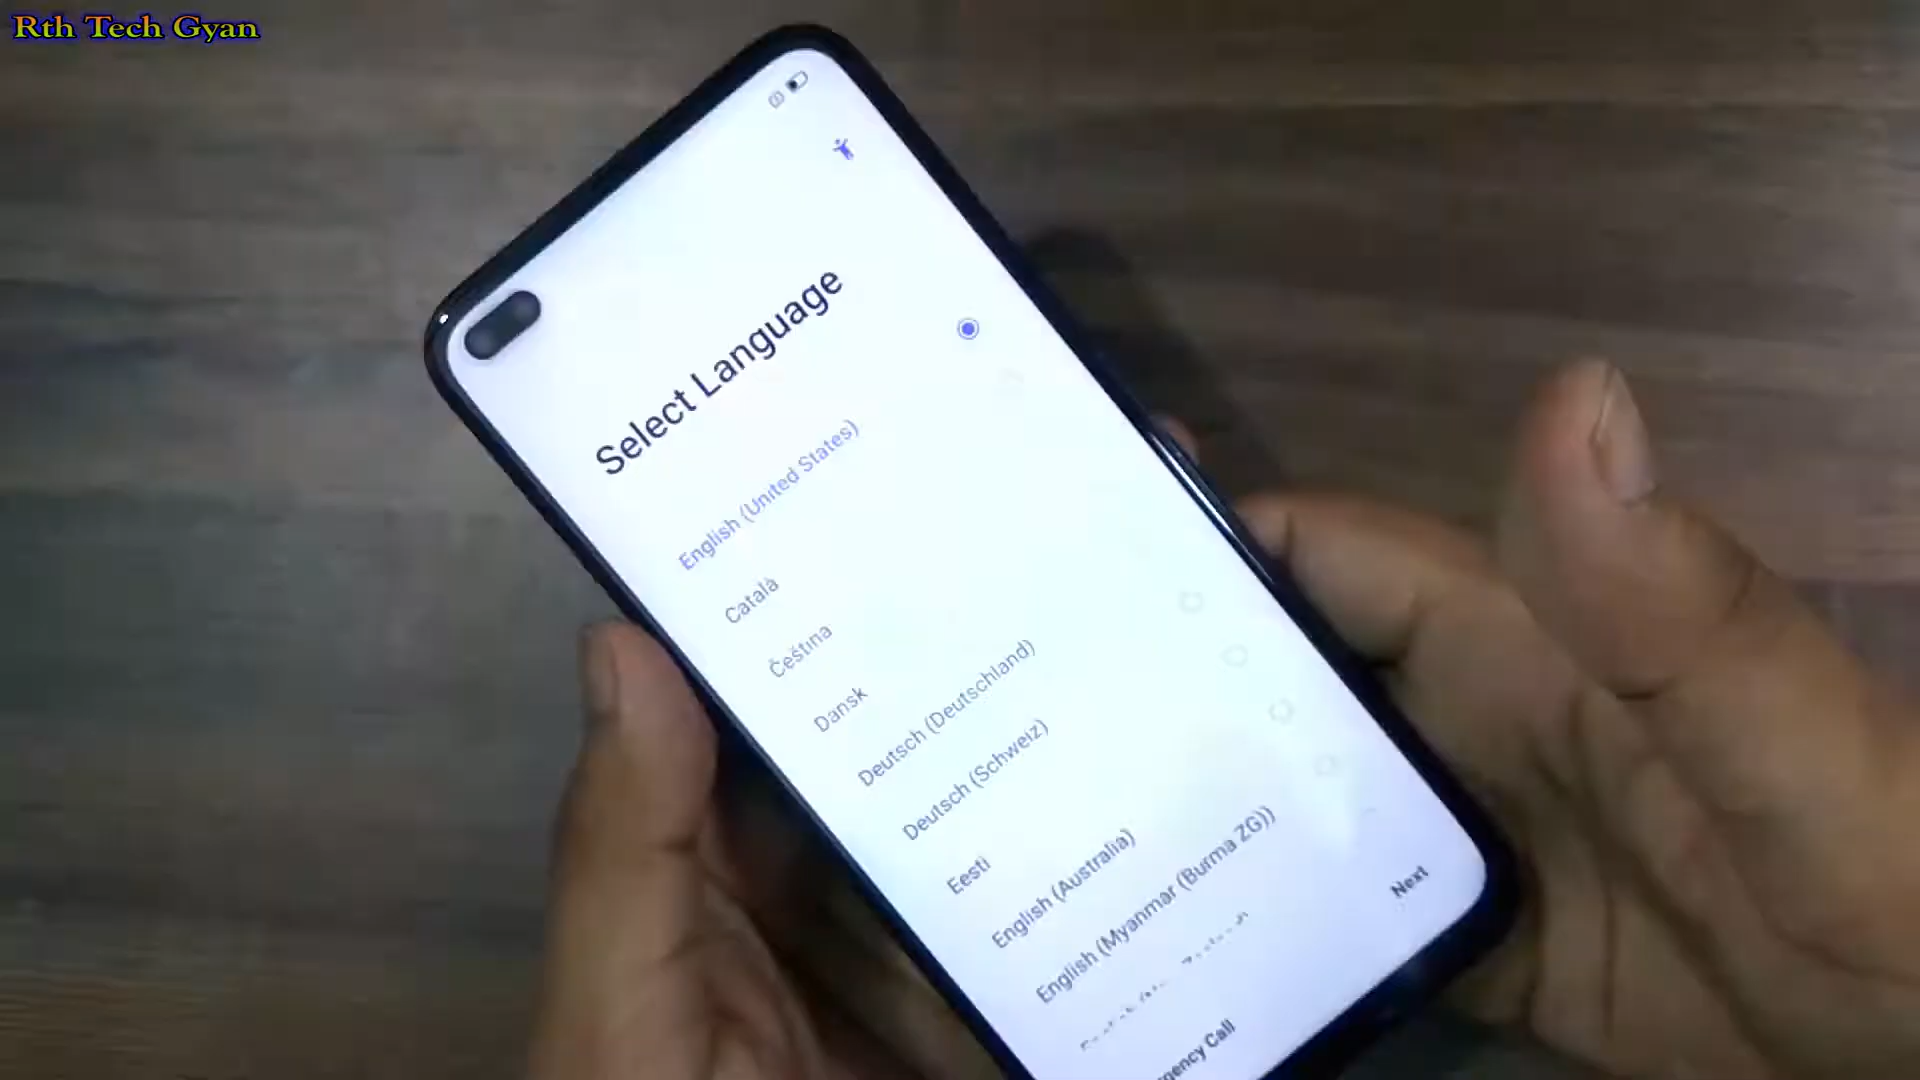 Rth Tech Gyan
Select Language
English (United States)
Català
Čeština
Dansk
Deutsch (Deutschland)
Deutsch (Schweiz)
Eesti
English (Australia)
English (Myanmar (Burma ZG))
Next
Call